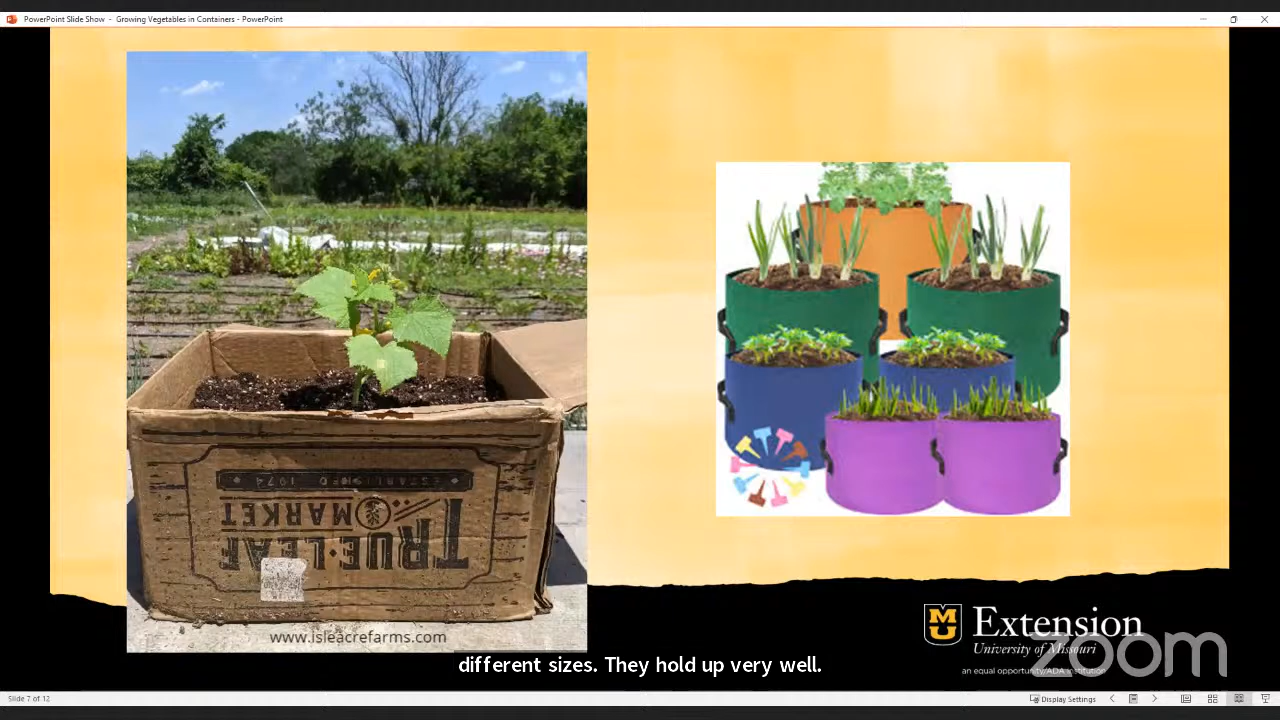 PowerPoint Slide Show - Growing Vegetables in Containers - PowerPoint
ESTABLISHED 1974
TRUE LEAF
MARKET
www.isleacrefarms.com
MU
Extension
University of Missouri
an equal opportunity/ADA institution
zoom
different sizes. They hold up very well.
Slide 7 of 12
Display Settings